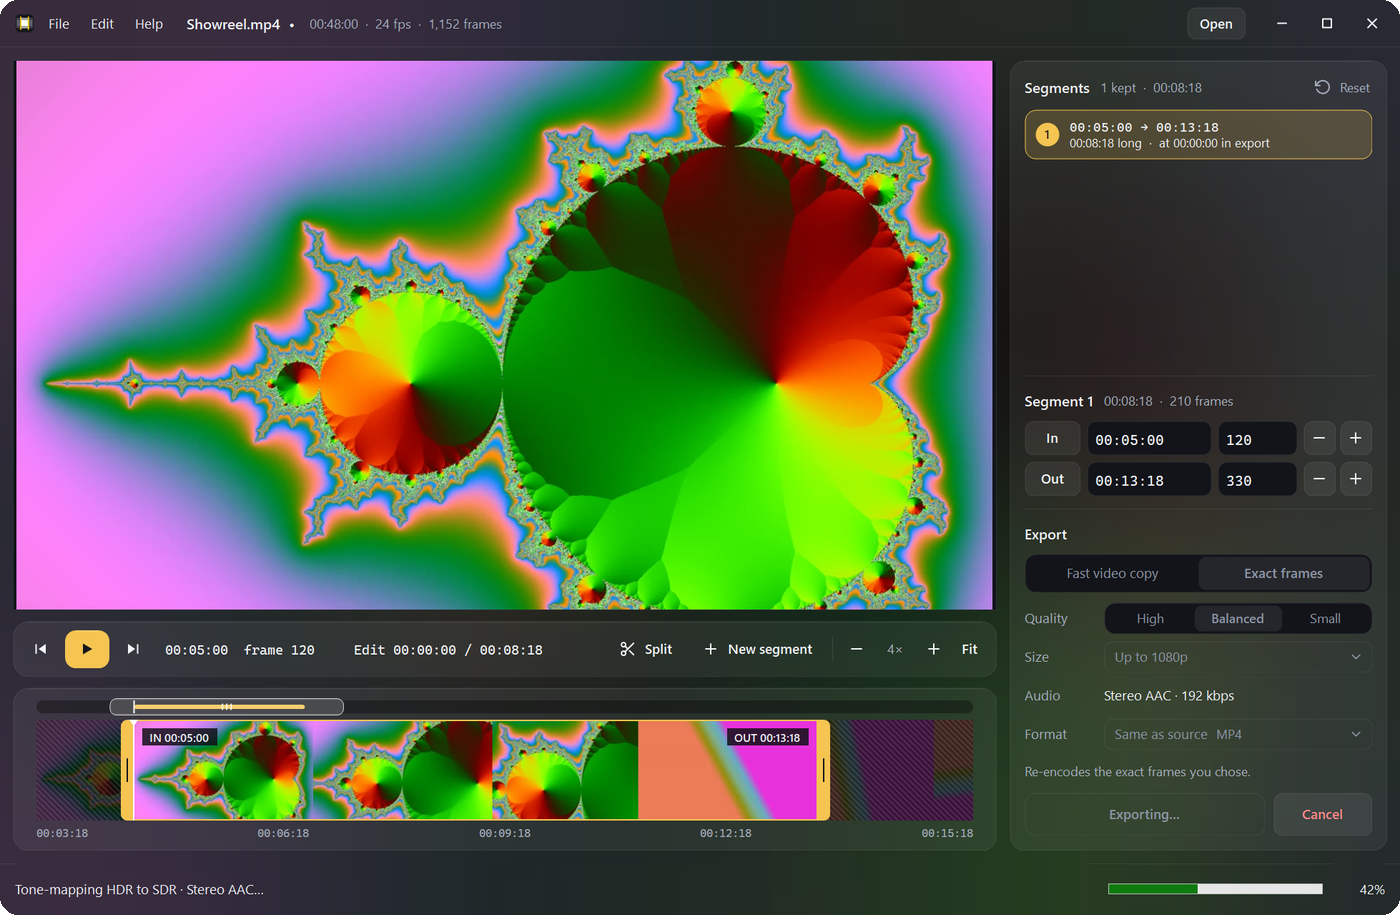 File Edit Help Showreel.mp4 • 00:48:00 · 24 fps · 1,152 frames Open
Segments 1 kept · 00:08:18 Reset
1 00:05:00 → 00:13:18
00:08:18 long · at 00:00:00 in export
Segment 1 00:08:18 · 210 frames
In 00:05:00 120 − +
Out 00:13:18 330 − +
Export
Fast video copy Exact frames
Quality High Balanced Small
Size Up to 1080p
Audio Stereo AAC · 192 kbps
Format Same as source MP4
Re-encodes the exact frames you chose.
Exporting... Cancel
00:05:00 frame 120 Edit 00:00:00 / 00:08:18 Split + New segment − 4× + Fit
IN 00:05:00 OUT 00:13:18
00:03:18 00:06:18 00:09:18 00:12:18 00:15:18
Tone-mapping HDR to SDR · Stereo AAC... 42%